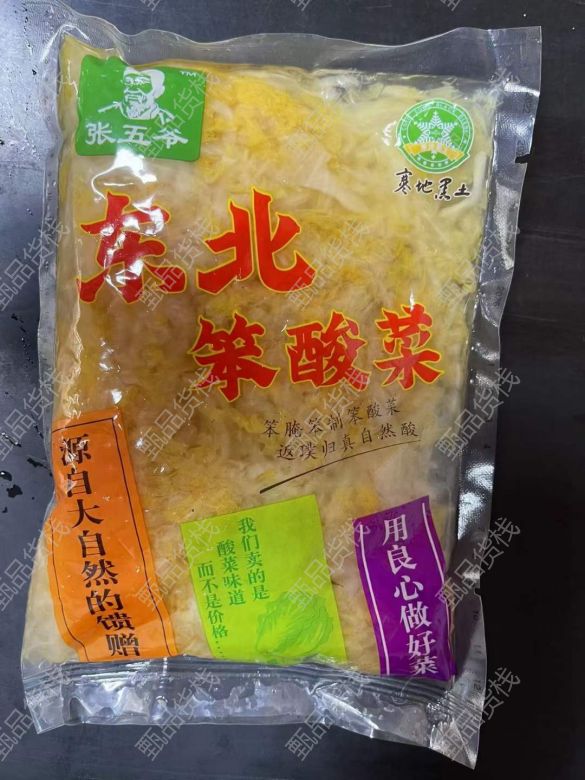 张五爷
TM
寒地黑土
东北
笨酸菜
笨腌笨制笨酸菜
返璞归真自然酸
源自大自然的馈赠
我们卖的是
酸菜味道
而不是价格…
用良心做好菜
甄品货栈